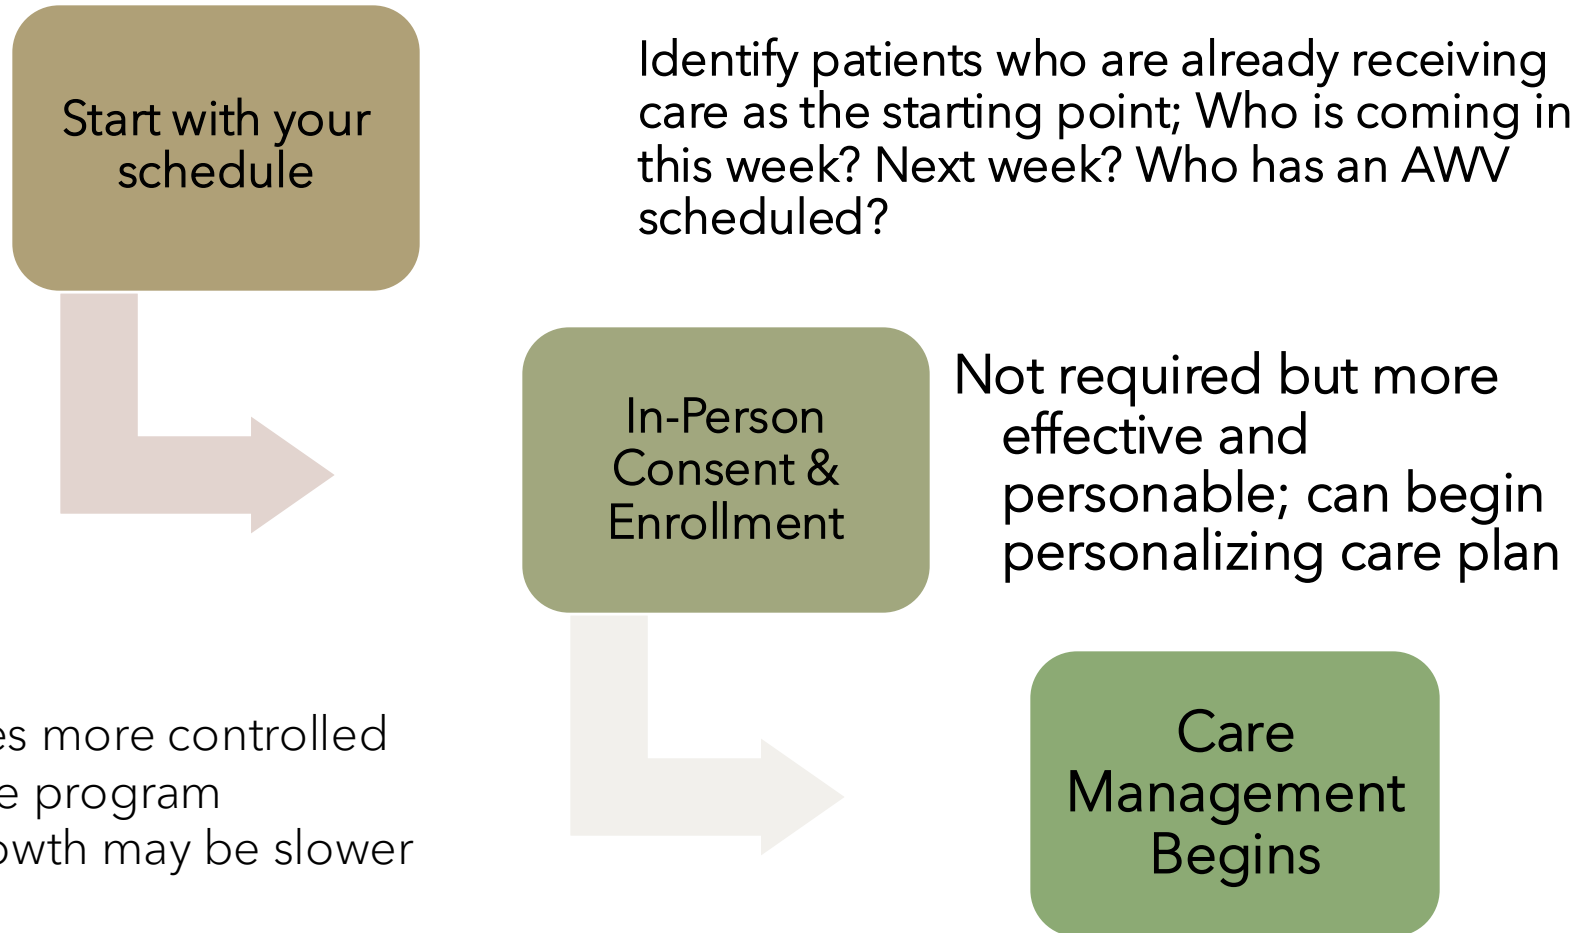 Start with your
schedule
Identify patients who are already receiving
care as the starting point; Who is coming in
this week? Next week? Who has an AWV
scheduled?
In-Person
Consent &
Enrollment
Not required but more
effective and
personable; can begin
personalizing care plan
more controlled
program
may be slower
Care
Management
Begins